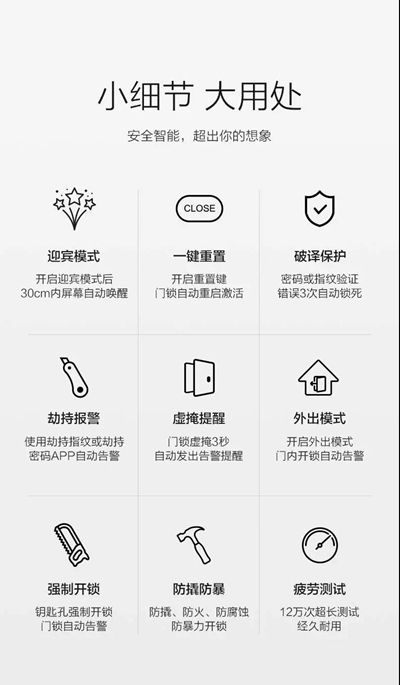 小细节 大用处
安全智能，超出你的想象
迎宾模式
开启迎宾模式后
30cm内屏幕自动唤醒
CLOSE
一键重置
开启重置键
门锁自动重启激活
破译保护
密码或指纹验证
错误3次自动锁死
劫持报警
使用劫持指纹或劫持
密码APP自动告警
虚掩提醒
门锁虚掩3秒
自动发出告警提醒
外出模式
开启外出模式
门内开锁自动告警
强制开锁
钥匙孔强制开锁
门锁自动告警
防撬防暴
防撬、防火、防腐蚀
防暴力开锁
疲劳测试
12万次超长测试
经久耐用